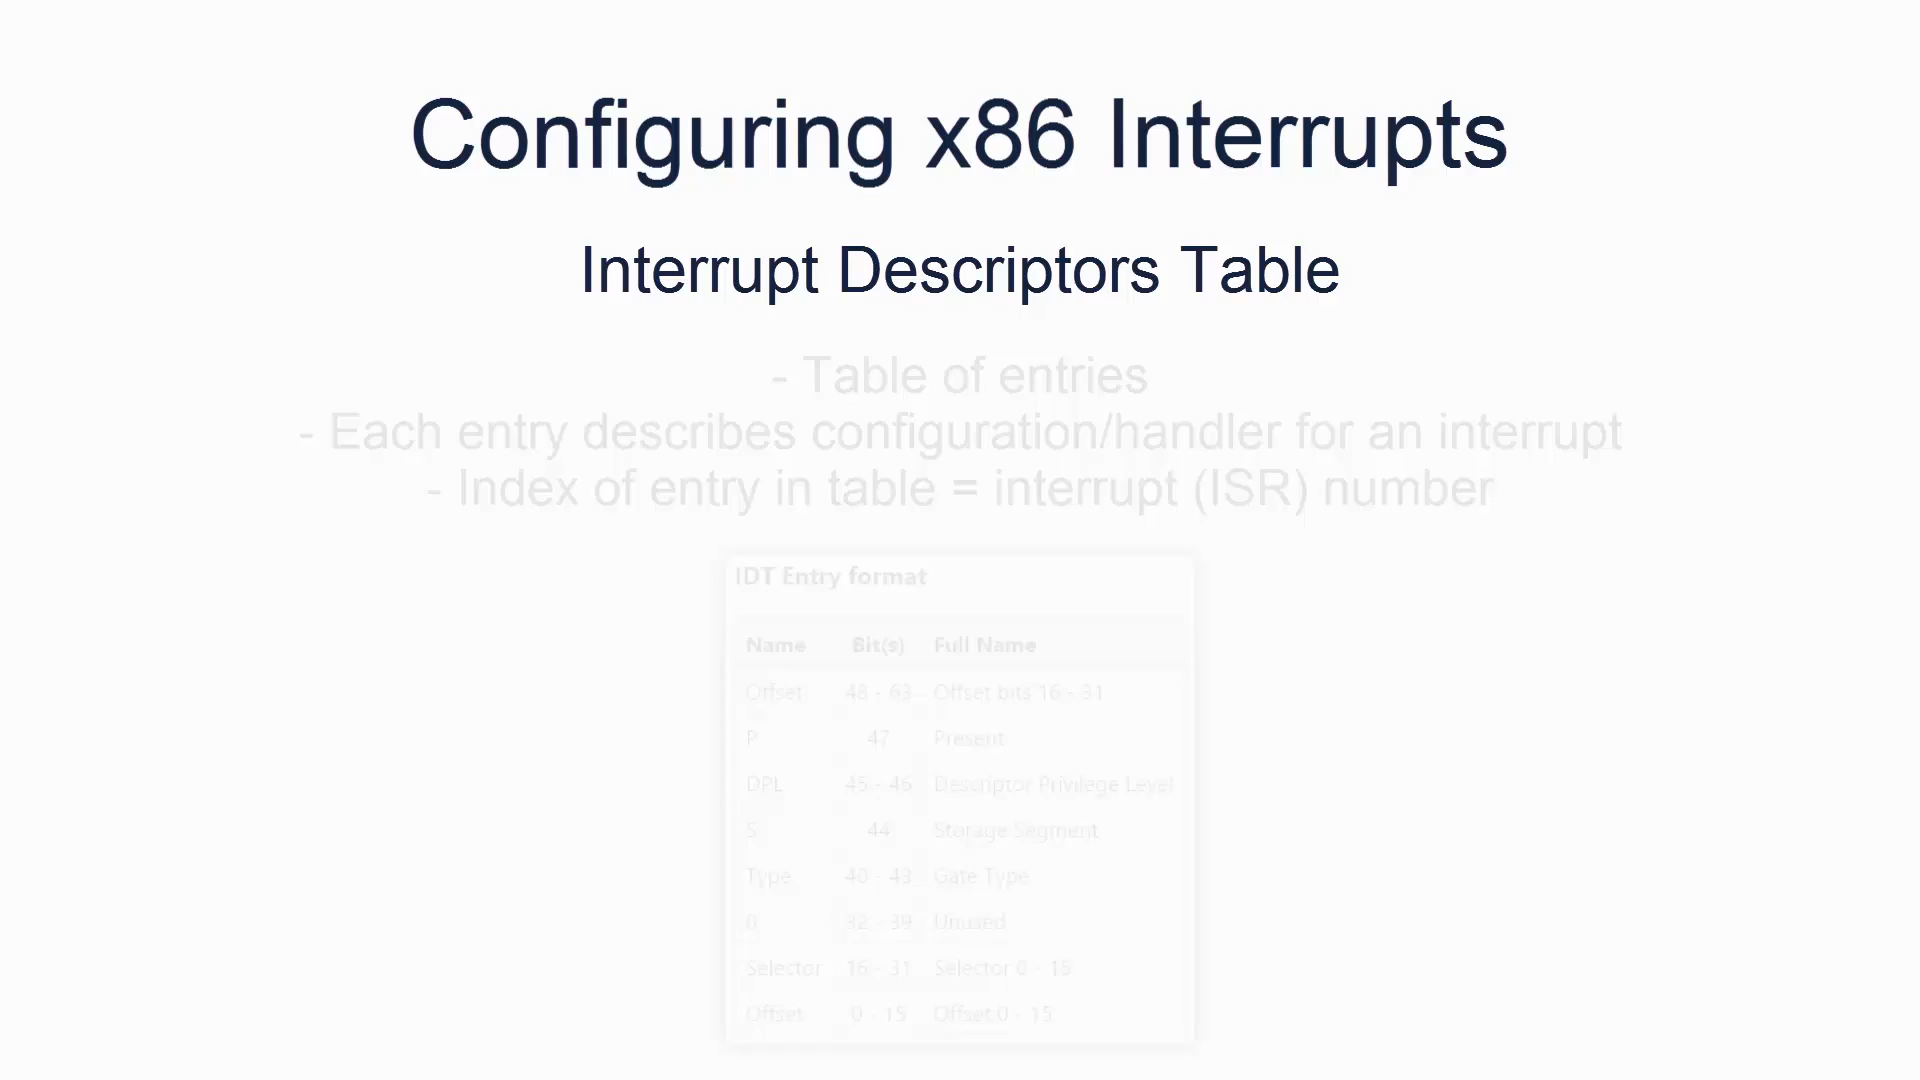 Configuring x86 Interrupts
Interrupt Descriptors Table
- Table of entries
- Each entry describes configuration/handler for an interrupt
- Index of entry in table = interrupt (ISR) number
IDT Entry format
Name Bit(s) Full Name
Offset 48 - 63 Offset bits 16 - 31
P 47 Present
DPL 45 - 46 Descriptor Privilege Level
S 44 Storage Segment
Type 40 - 43 Gate Type
0 32 - 39 Unused
Selector 16 - 31 Selector 0 - 15
Offset 0 - 15 Offset 0 - 15